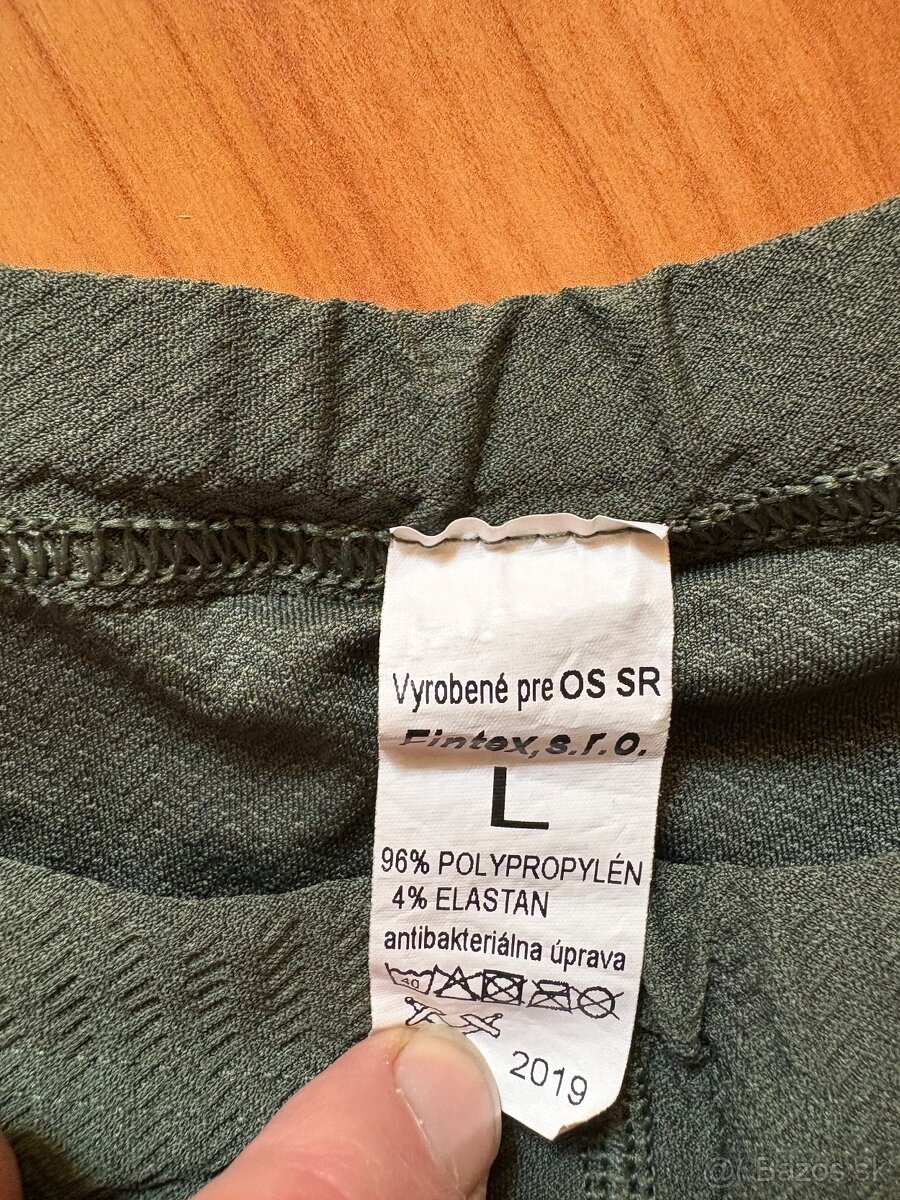 Vyrobené pre OS SR
Fintex, s.r.o.
L
96% POLYPROPYLÉN
4% ELASTAN
antibakteriálna úprava
40
2019
Bazos.sk